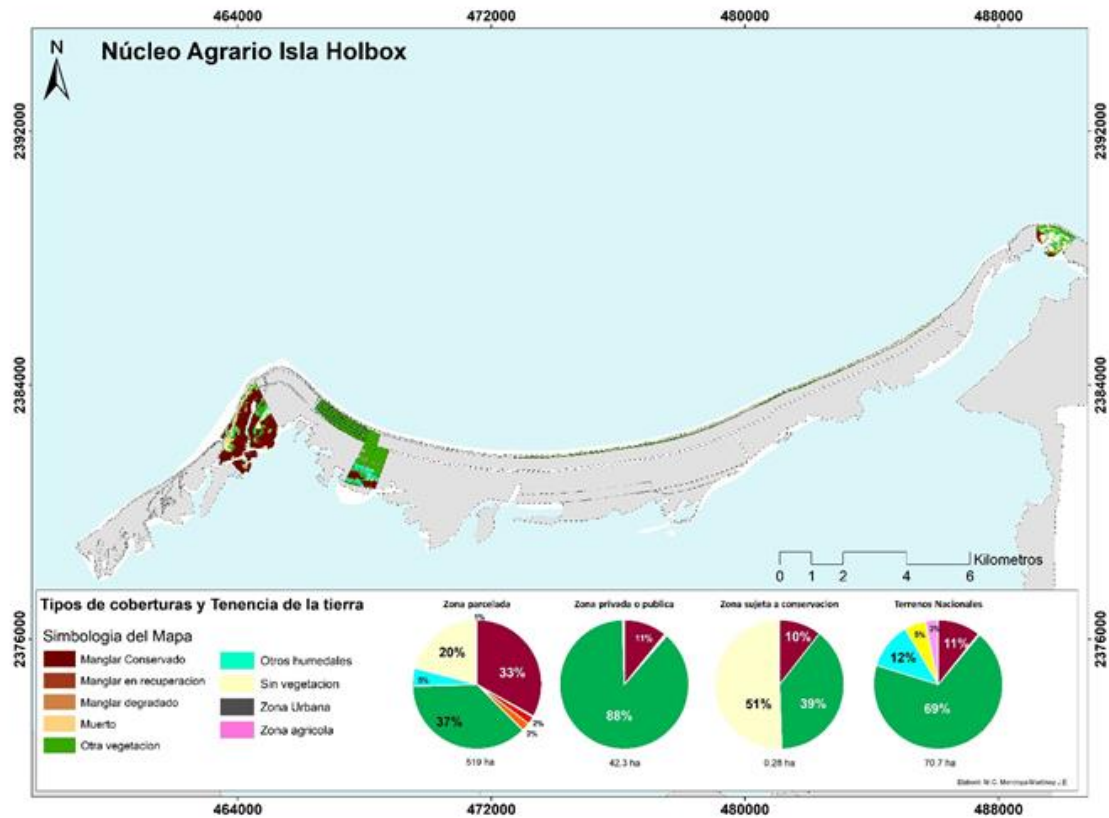 464000 472000 480000 488000
N
Núcleo Agrario Isla Holbox
2392000 2392000
2384000 2384000
Kilometros
0 1 2 4 6
2376000 2376000
Tipos de coberturas y Tenencia de la tierra
Simbologia del Mapa
Manglar Conservado
Manglar en recuperacion
Manglar degradado
Muerto
Otra vegetacion
Otros humedales
Sin vegetacion
Zona Urbana
Zona agricola
Zona parcelada
20%
33%
37%
2%
519 ha
Zona privada o publica
11%
88%
42.3 ha
Zona sujeta a conservacion
10%
51%
39%
0.28 ha
Terrenos Nacionales
5%
11%
12%
69%
70.7 ha
464000 472000 480000 488000